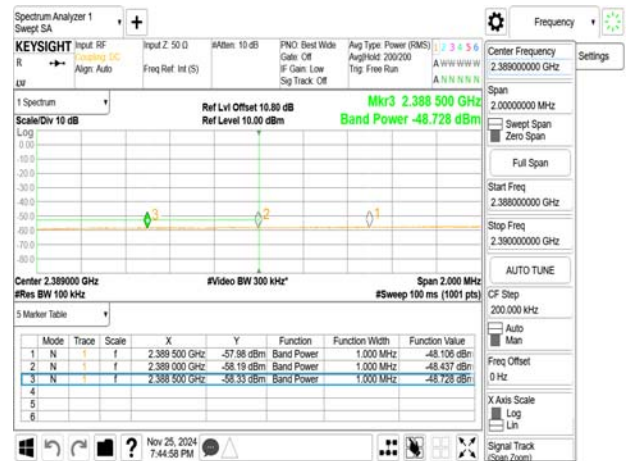 Spectrum Analyzer 1
Swept SA
+
Frequency
KEYSIGHT Input: RF Input Z: 50 Ω #Atten: 10 dB PNO: Best Wide Avg Type: Power (RMS) 1 2 3 4 5 6
R Coupling: DC Gate: Off Avg|Hold: 200/200 A W W W W W
Align: Auto Freq Ref: Int (S) IF Gain: Low Trig: Free Run
Sig Track: Off A N N N N N
Center Frequency
2.389000000 GHz
Settings
Span
2.00000000 MHz
Swept Span
Zero Span
Full Span
Start Freq
2.388000000 GHz
Stop Freq
2.390000000 GHz
AUTO TUNE
CF Step
200.000 kHz
Auto
Man
Freq Offset
0 Hz
X Axis Scale
Log
Lin
Signal Track
(Span Zoom)
1 Spectrum
Scale/Div 10 dB
Ref Lvl Offset 10.80 dB
Ref Level 10.00 dBm
Mkr3 2.388 500 GHz
Band Power -48.728 dBm
Log
0.00
-10.0
-20.0
-30.0
-40.0
-50.0
-60.0
-70.0
-80.0
3
2
1
Center 2.389000 GHz #Video BW 300 kHz* Span 2.000 MHz
#Res BW 100 kHz #Sweep 100 ms (1001 pts)
5 Marker Table
Mode Trace Scale X Y Function Function Width Function Value
1 N 1 f 2.389 500 GHz -57.98 dBm Band Power 1.000 MHz -48.106 dBm
2 N 1 f 2.389 000 GHz -58.19 dBm Band Power 1.000 MHz -48.437 dBm
3 N 1 f 2.388 500 GHz -58.33 dBm Band Power 1.000 MHz -48.728 dBm
4
5
6
?
Nov 25, 2024
7:44:58 PM